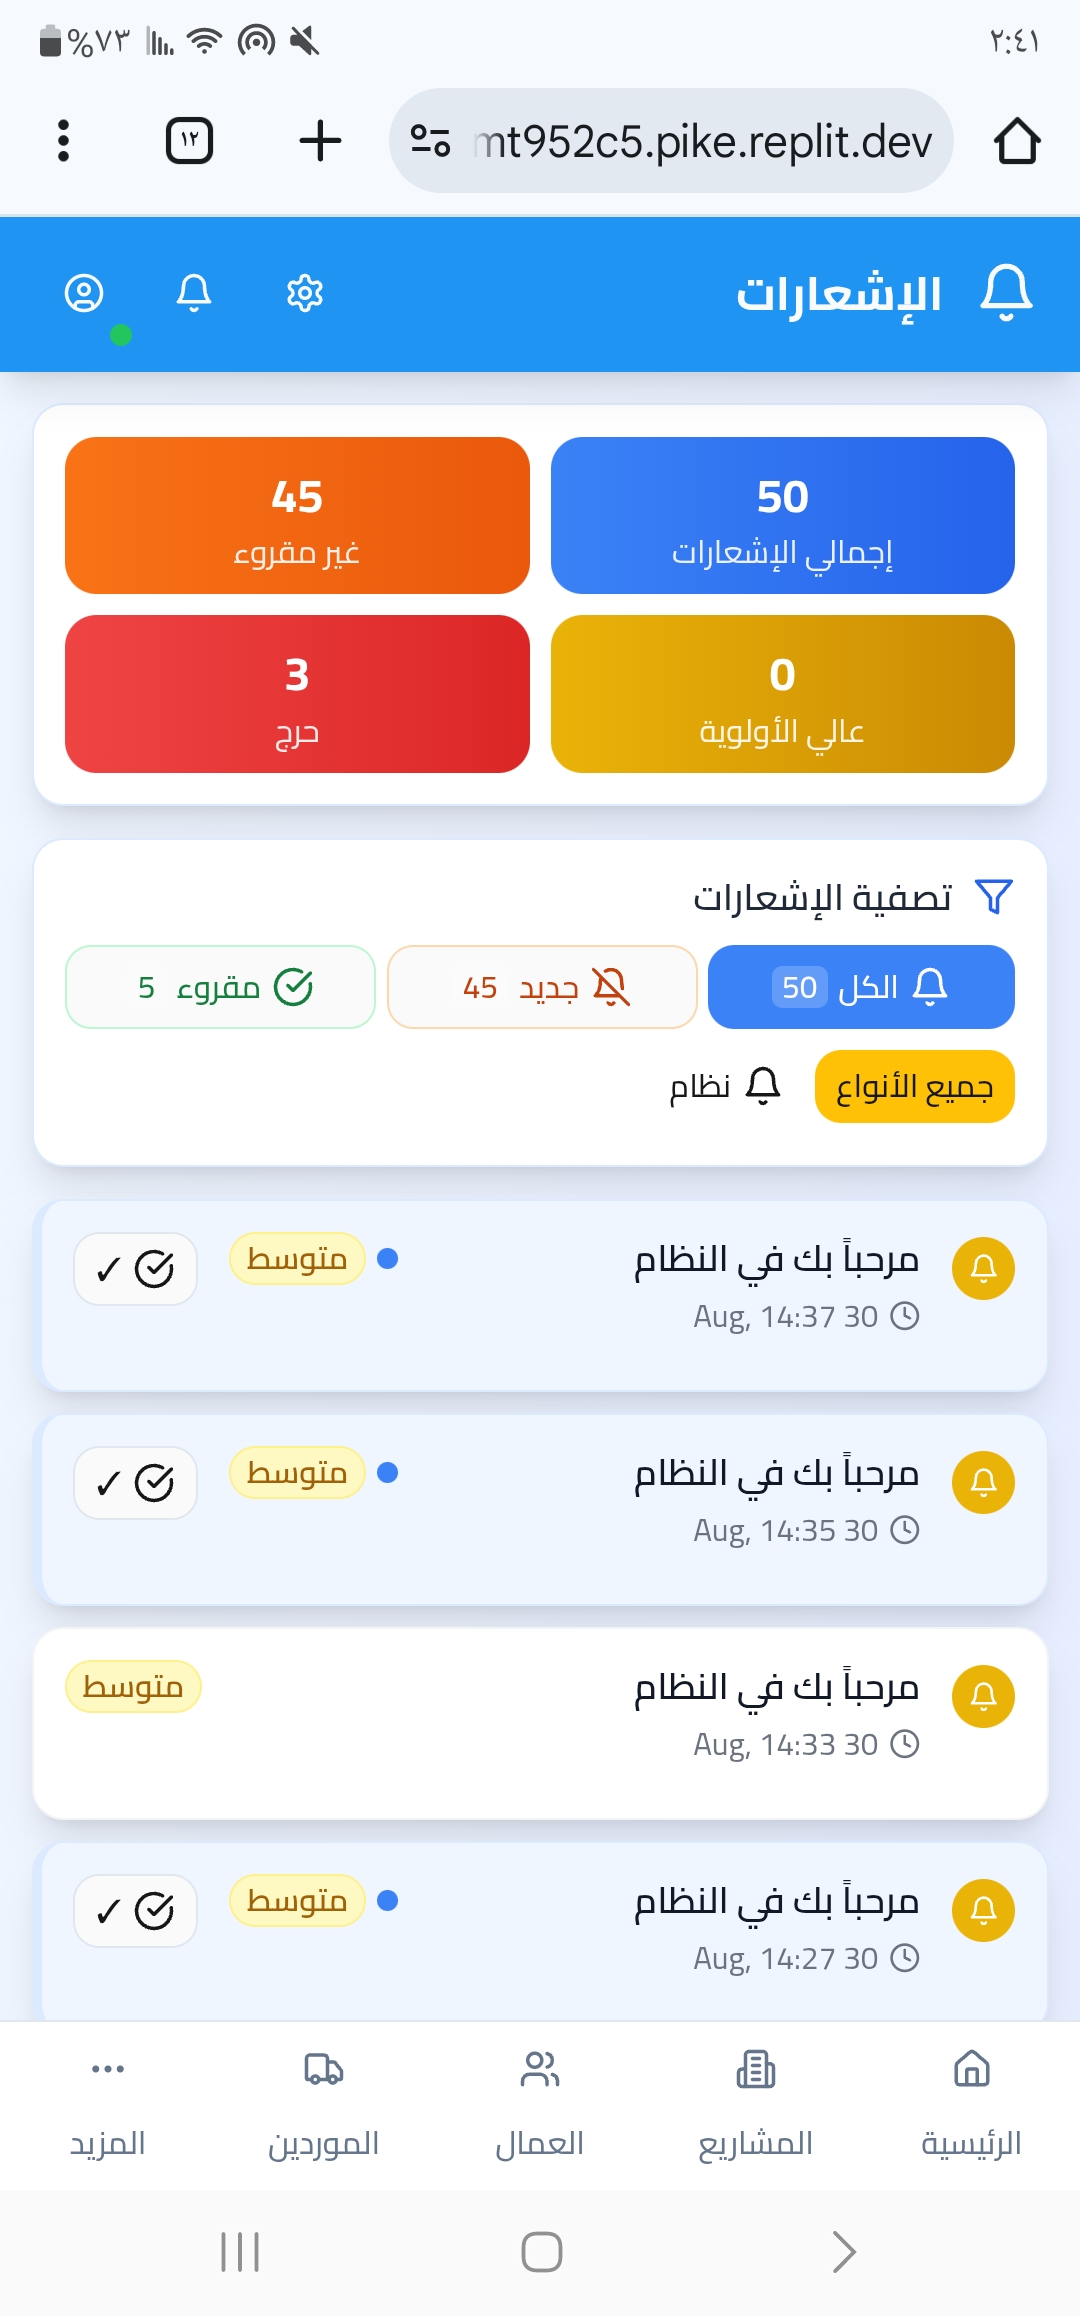 ٢:٤١
%٧٣
mt952c5.pike.replit.dev
١٢
الإشعارات
50
إجمالي الإشعارات
45
غير مقروء
0
عالي الأولوية
3
حرج
تصفية الإشعارات
الكل 50
جديد 45
مقروء 5
جميع الأنواع
نظام
مرحباً بك في النظام
متوسط
✓
Aug, 14:37 30
مرحباً بك في النظام
متوسط
✓
Aug, 14:35 30
مرحباً بك في النظام
متوسط
Aug, 14:33 30
مرحباً بك في النظام
متوسط
✓
Aug, 14:27 30
الرئيسية
المشاريع
العمال
الموردين
المزيد